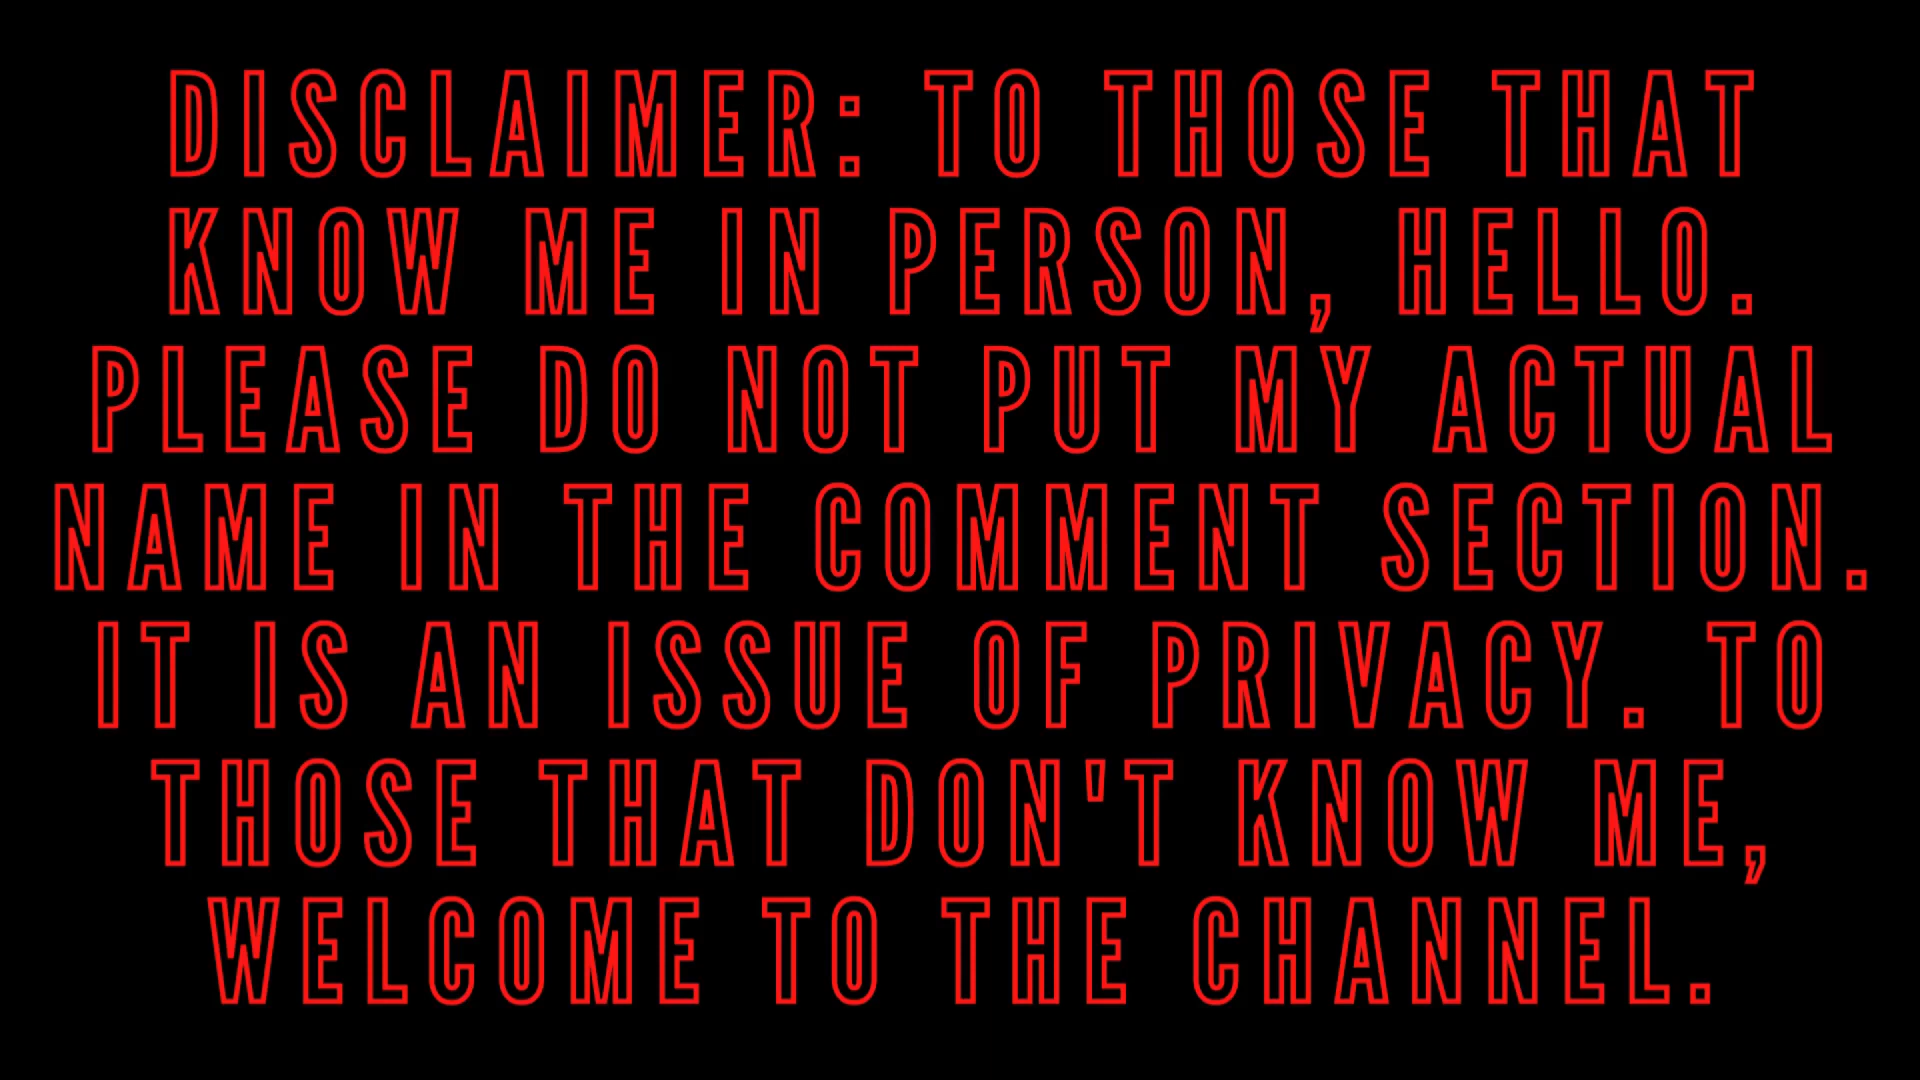 DISCLAIMER: TO THOSE THAT
KNOW ME IN PERSON, HELLO.
PLEASE DO NOT PUT MY ACTUAL
NAME IN THE COMMENT SECTION.
IT IS AN ISSUE OF PRIVACY. TO
THOSE THAT DON'T KNOW ME,
WELCOME TO THE CHANNEL.